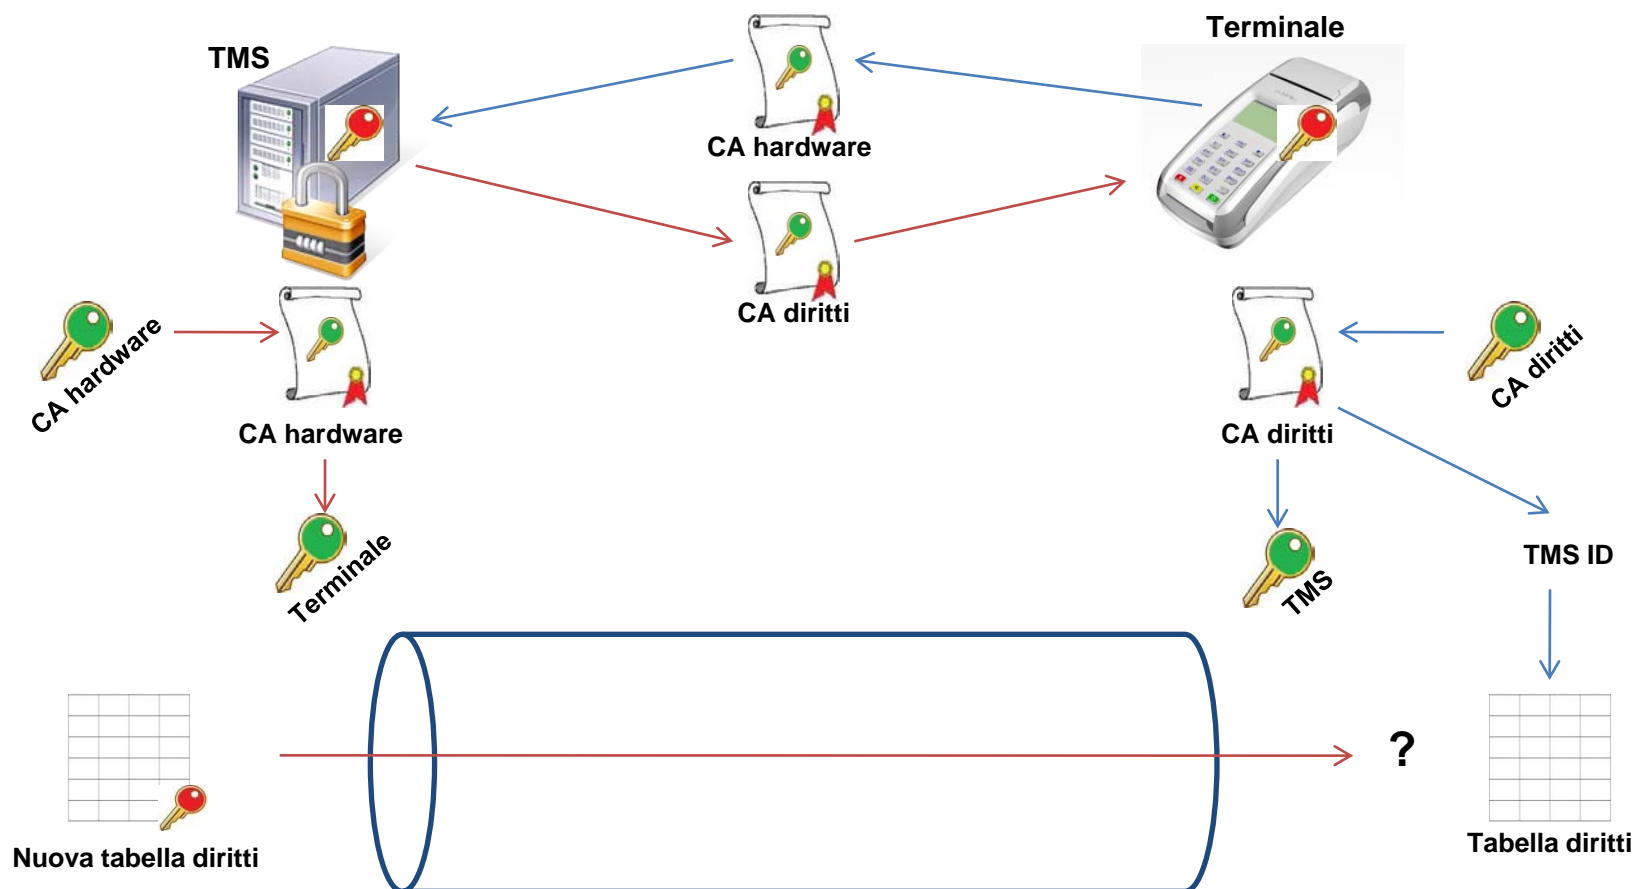 Terminale
TMS
CA hardware
CA diritti
CA hardware
CA diritti
CA hardware
CA diritti
Terminale
TMS
TMS ID
?
Nuova tabella diritti
Tabella diritti